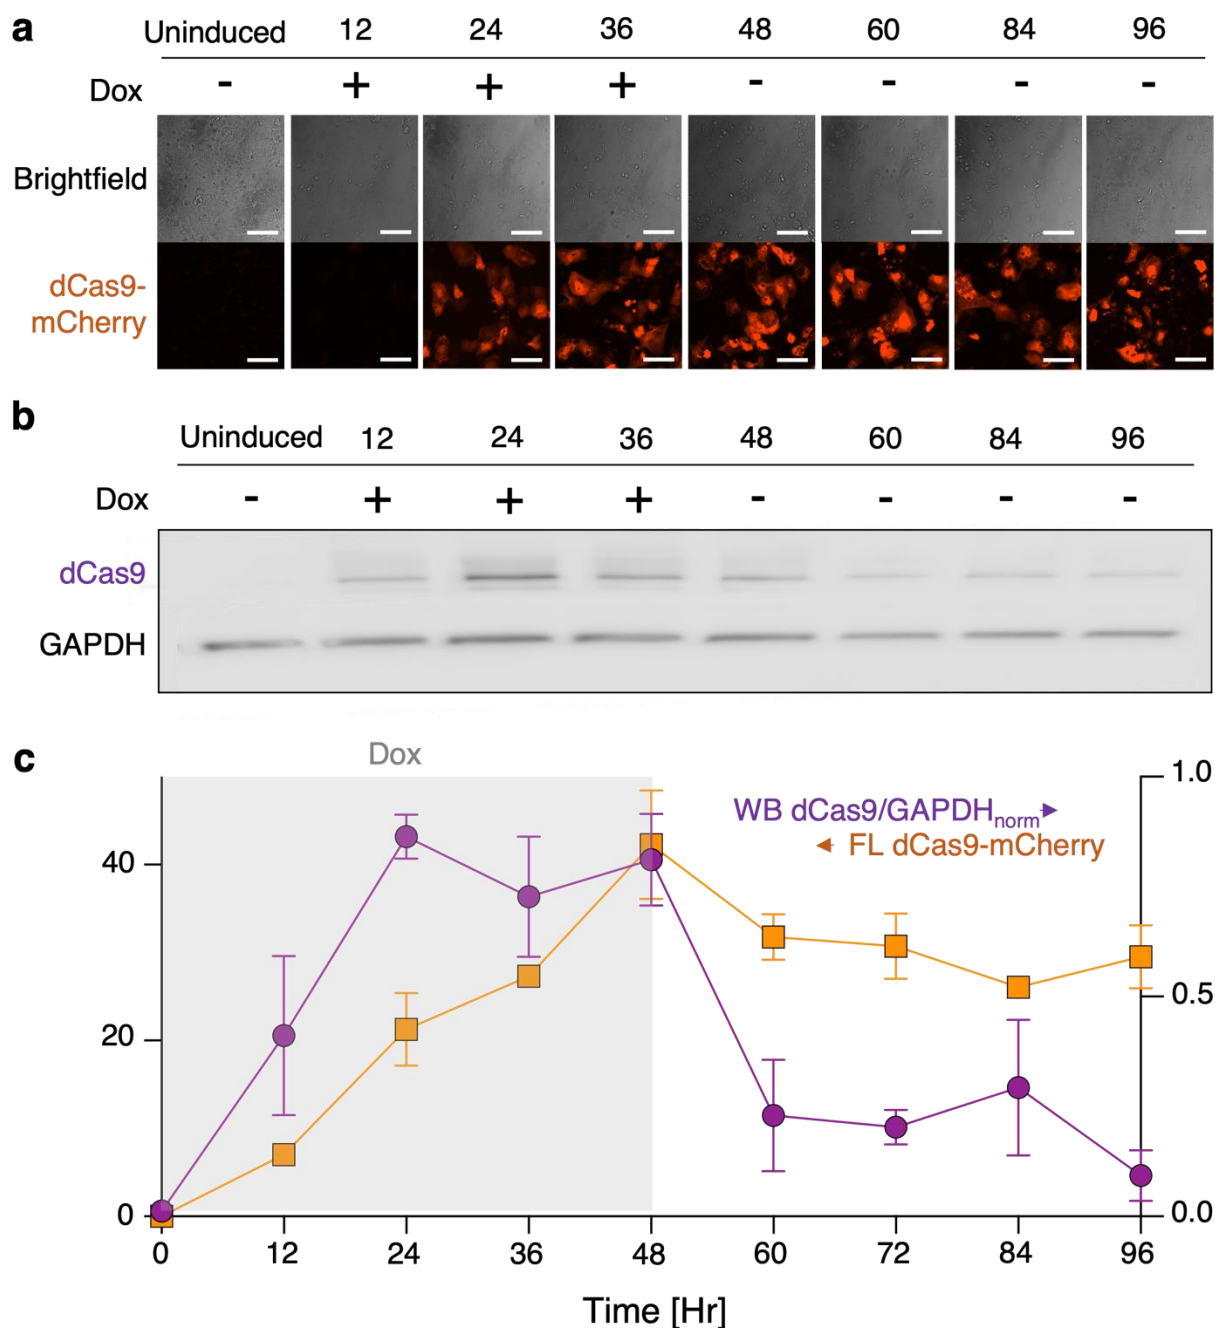 a
Uninduced 12 24 36 48 60 84 96
Dox - + + + - - - -
Brightfield
dCas9-
mCherry
b
Uninduced 12 24 36 48 60 84 96
Dox - + + + - - - -
dCas9
GAPDH
c
Dox
1.0
WB dCas9/GAPDHnorm
FL dCas9-mCherry
40
0.5
20
0 0.0
0 12 24 36 48 60 72 84 96
Time [Hr]